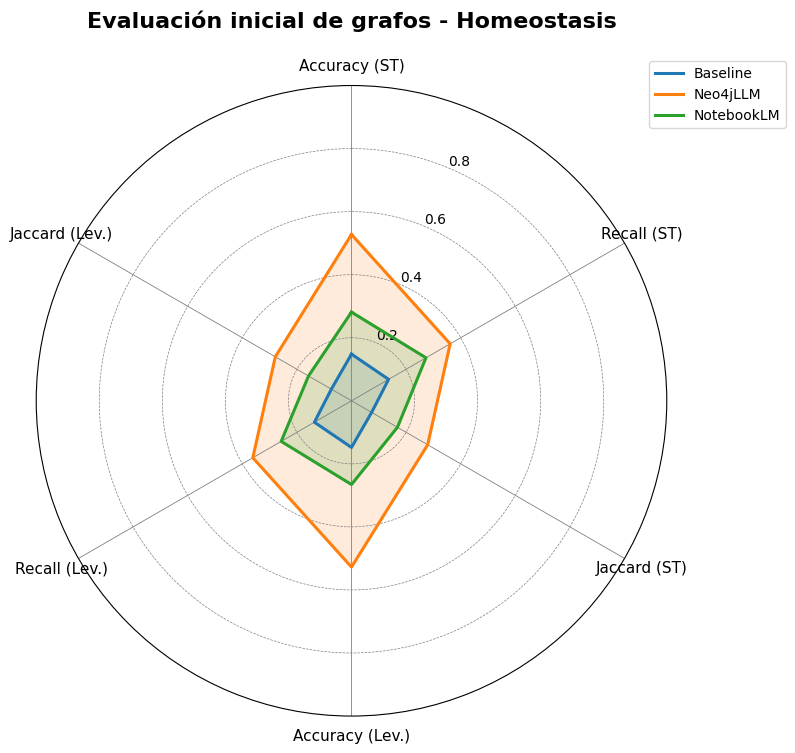 Evaluación inicial de grafos - Homeostasis
Accuracy (ST)
Baseline
Neo4jLLM
NotebookLM
0.8
0.6
Jaccard (Lev.)
Recall (ST)
0.4
0.2
Recall (Lev.)
Jaccard (ST)
Accuracy (Lev.)